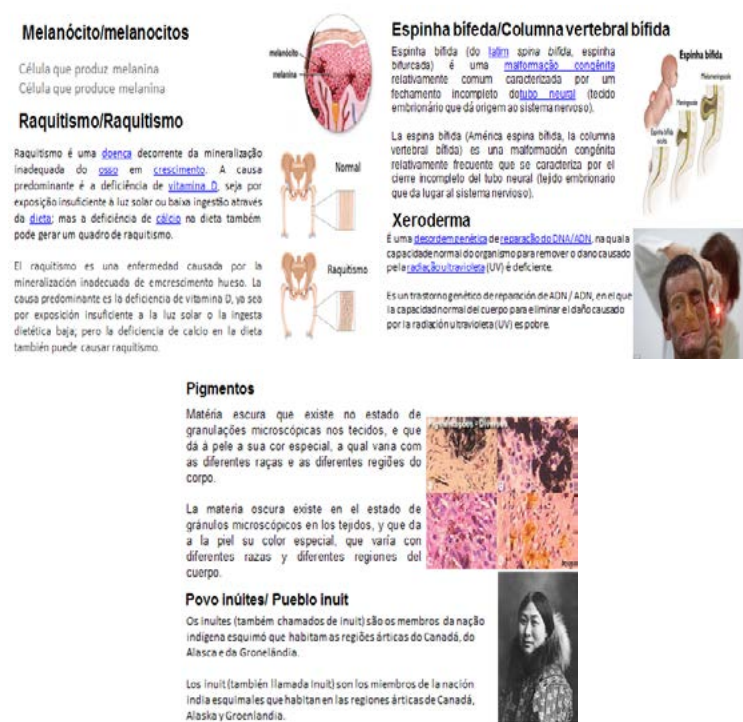 Melanócito/melanocitos
Célula que produz melanina
Célula que produce melanina
melanócito
melanina
Raquitismo/Raquitismo
Raquitismo é uma doença decorrente da mineralização
inadequada do osso em crescimento. A causa
predominante é a deficiência de vitamina D, seja por
exposição insuficiente à luz solar ou baixa ingestão através
da dieta; mas a deficiência de cálcio na dieta também
pode gerar um quadro de raquitismo.
El raquitismo es una enfermedad causada por la
mineralización inadecuada de emcrescimento hueso. La
causa predominante es la deficiencia de vitamina D, ya sea
por exposición insuficiente a la luz solar o la ingesta
dietética baja; pero la deficiencia de calcio en la dieta
también puede causar raquitismo.
Normal
Raquitismo
Espinha bífeda/Columna vertebral bífida
Espinha bífida (do latim spina bifida, espinha
bifurcada) é uma malformação congênita
relativamente comum caracterizada por um
fechamento incompleto dotubo neural (tecido
embrionário que dá origem ao sistema nervoso).
La espina bífida (América espina bífida, la columna
vertebral bífida) es una malformación congénita
relativamente frecuente que se caracteriza por el
cierre incompleto del tubo neural (tejido embrionario
que da lugar al sistema nervioso).
Espinha bífida
Mielomeningocele
Meningocele
Espinha bífida
oculta
Xeroderma
É uma desordem genética de reparação do DNA/ADN, na qual a
capacidade normal do organismo para remover o dano causado
pela radiação ultravioleta (UV) é deficiente.
Es un trastorno genético de reparación de ADN / ADN, en el que
la capacidad normal del cuerpo para eliminar el daño causado
por la radiación ultravioleta (UV) es pobre.
Pigmentos
Matéria escura que existe no estado de
granulações microscópicas nos tecidos, e que
dá à pele a sua cor especial, a qual varia com
as diferentes raças e as diferentes regiões do
corpo.
La materia oscura existe en el estado de
gránulos microscópicos en los tejidos, y que da
a la piel su color especial, que varía con
diferentes razas y diferentes regiones del
cuerpo.
Povo inúites/ Pueblo inuit
Os inuítes (também chamados de inuit) são os membros da nação
indígena esquimó que habitam as regiões árticas do Canadá, do
Alasca e da Gronelândia.
Los inuit (también llamada Inuit) son los miembros de la nación
india esquimales que habitan en las regiones árticas de Canadá,
Alaska y Groenlandia.